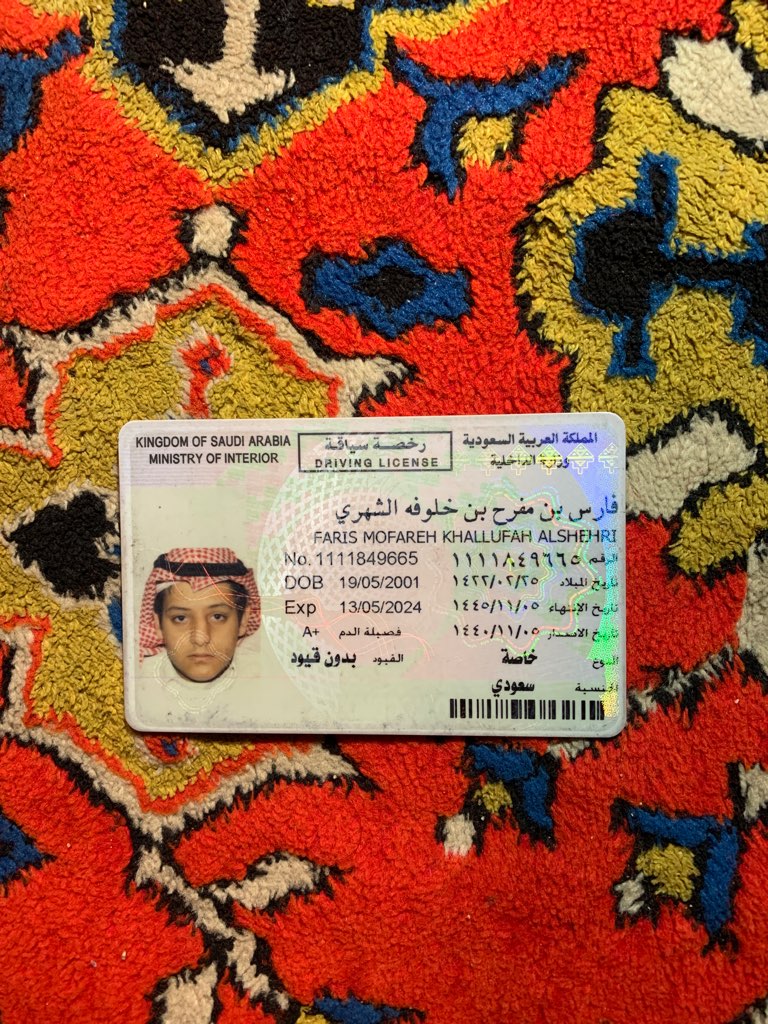 KINGDOM OF SAUDI ARABIA
MINISTRY OF INTERIOR
رخصة سياقة
DRIVING LICENSE
المملكة العربية السعودية
وزارة الداخلية
فارس بن مفرح بن خلوفه الشهري
FARIS MOFAREH KHALLUFAH ALSHEHRI
No. 1111849665 الرقم ١١١١٨٤٩٦٦٥
DOB 19/05/2001 تاريخ الميلاد ١٤٢٢/٠٢/٢٥
Exp 13/05/2024 تاريخ الإنتهاء ١٤٤٥/١١/٠٥
A+ فصيلة الدم تاريخ الاصدار ١٤٤٠/١١/٠٥
النوع خاصة القيود بدون قيود
الجنسية سعودي